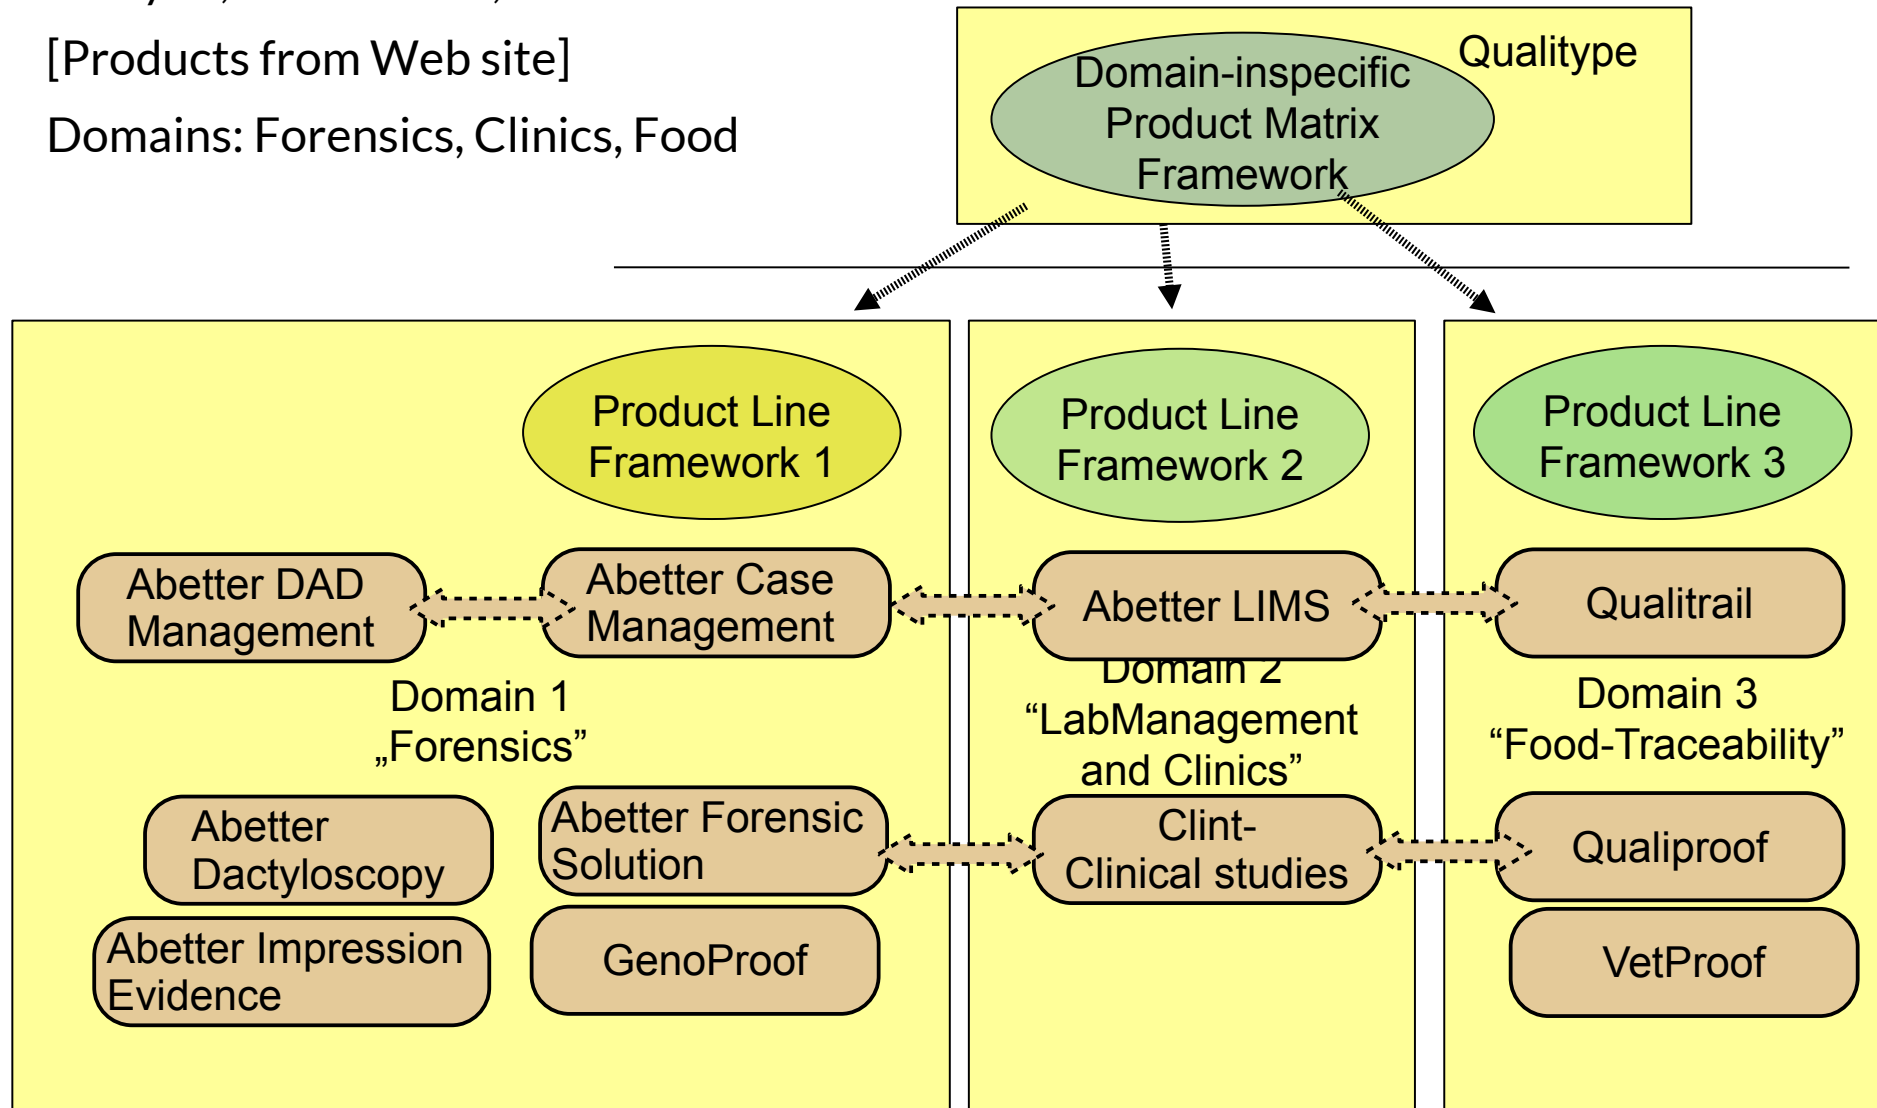 [Products from Web site]
Domains: Forensics, Clinics, Food
Qualitype
Domain-inspecific
Product Matrix
Framework
Product Line
Framework 1
Product Line
Framework 2
Product Line
Framework 3
Abetter DAD
Management
Abetter Case
Management
Abetter LIMS
Qualitrail
Domain 1
„Forensics”
Domain 2
“LabManagement
and Clinics”
Domain 3
“Food-Traceability”
Abetter
Dactyloscopy
Abetter Forensic
Solution
Clint-
Clinical studies
Qualiproof
Abetter Impression
Evidence
GenoProof
VetProof